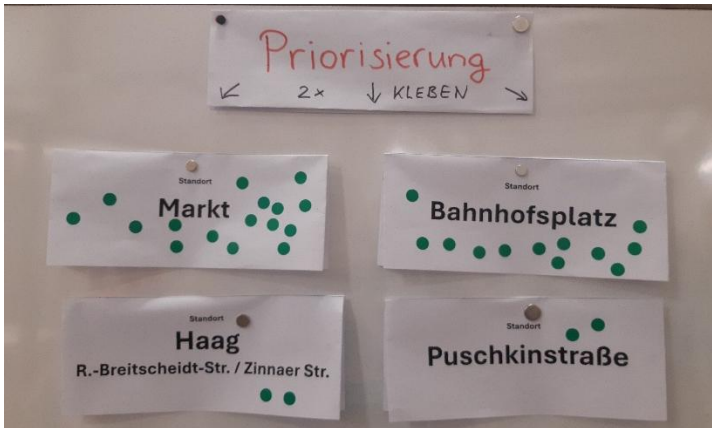 Priorisierung
↙ 2x ↓ KLEBEN ↘
Standort
Markt
Standort
Bahnhofsplatz
Standort
Haag
R.-Breitscheidt-Str. / Zinnaer Str.
Standort
Puschkinstraße